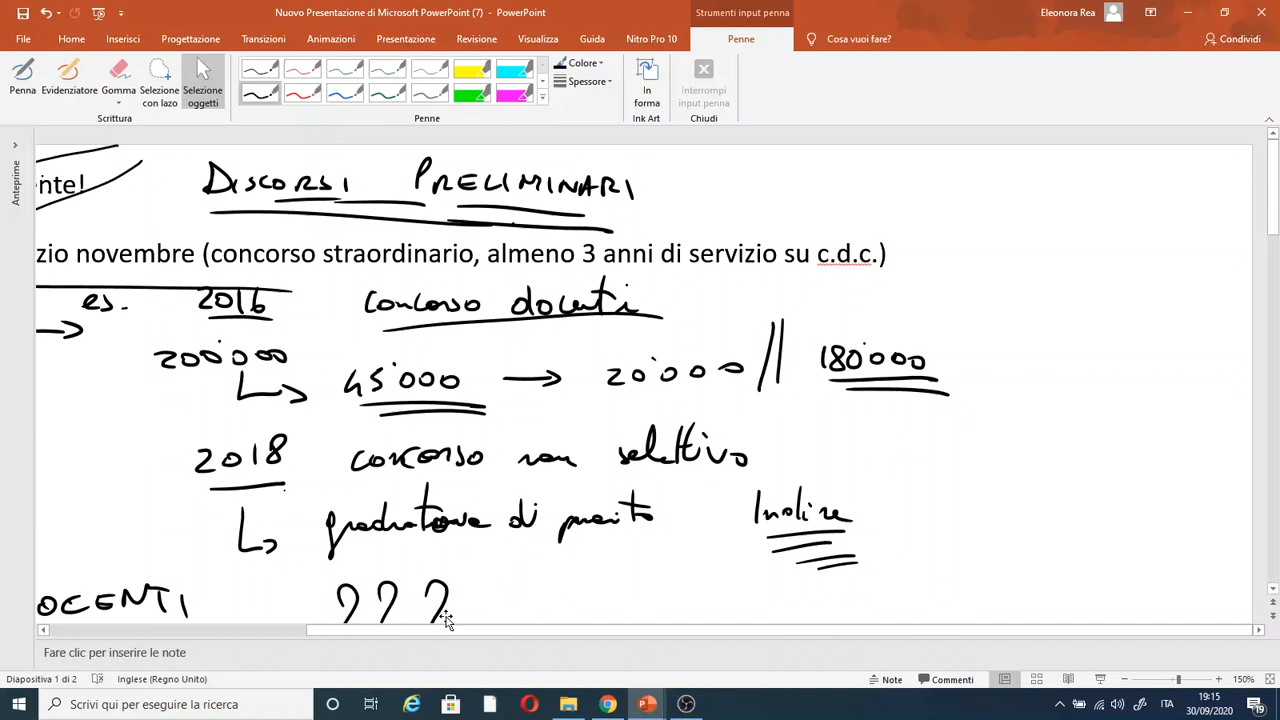 Nuovo Presentazione di Microsoft PowerPoint (7) - PowerPoint
Strumenti input penna
Eleonora Rea
File Home Inserisci Progettazione Transizioni Animazioni Presentazione Revisione Visualizza Guida Nitro Pro 10 Penne Cosa vuoi fare? Condividi
Penna Evidenziatore Gomma Selezione con lazo Selezione oggetti
Colore
Spessore
In forma
Interrompi input penna
Scrittura Penne Ink Art Chiudi
Anteprime
ente!
DISCORSI PRELIMINARI
zio novembre (concorso straordinario, almeno 3 anni di servizio su c.d.c.)
es. 2016 concorso docenti
200'000
45'000 → 20'000 // 180'000
2018 concorso non selettivo
graduatoria di merito Inoltre
OCENTI ???
Fare clic per inserire le note
Diapositiva 1 di 2 Inglese (Regno Unito) Note Commenti 150%
Scrivi qui per eseguire la ricerca
19:15
30/09/2020
19